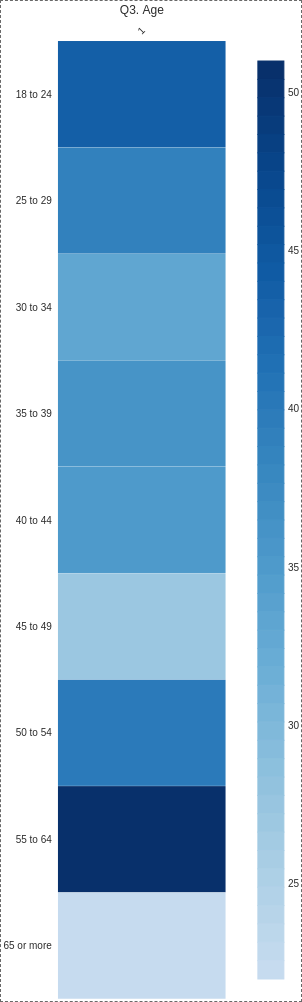 Q3. Age
1
18 to 24
25 to 29
30 to 34
35 to 39
40 to 44
45 to 49
50 to 54
55 to 64
65 or more
50
45
40
35
30
25